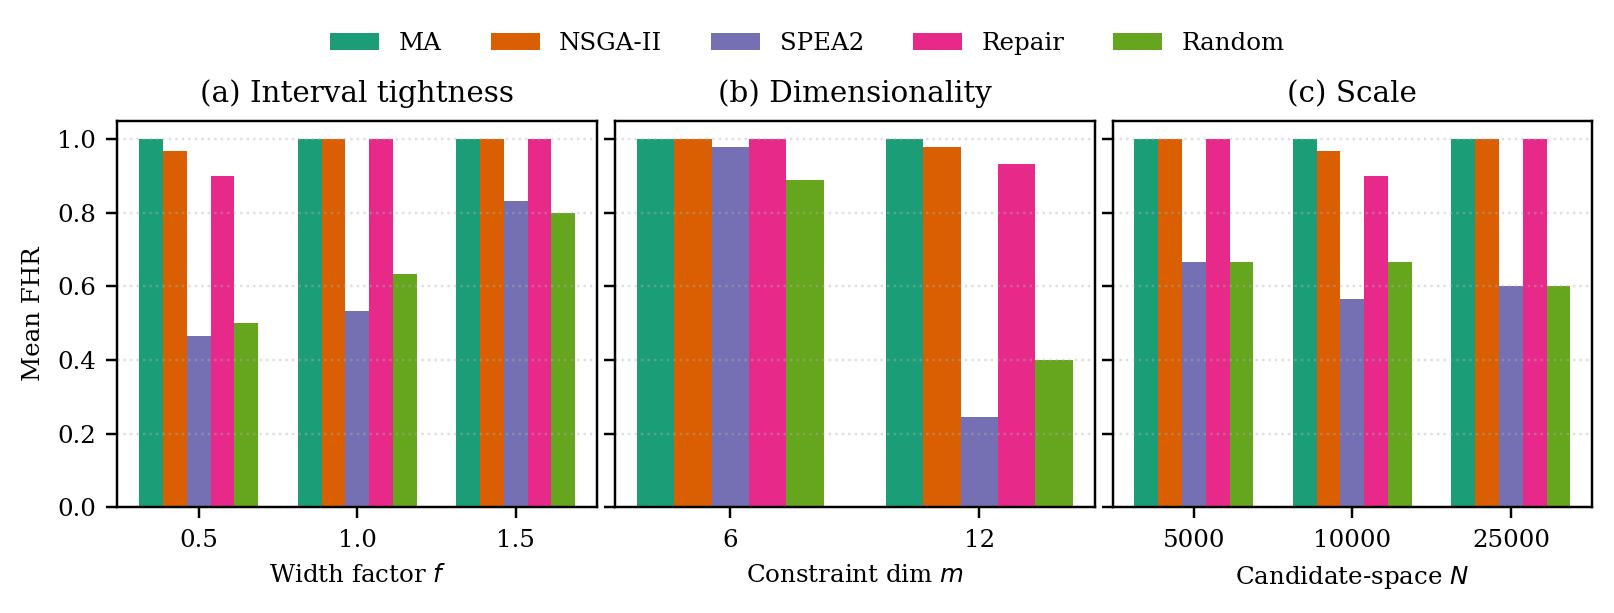 MA NSGA-II SPEA2 Repair Random
(a) Interval tightness
(b) Dimensionality
(c) Scale
Mean FHR
1.0
0.8
0.6
0.4
0.2
0.0
0.5 1.0 1.5
Width factor f
6 12
Constraint dim m
5000 10000 25000
Candidate-space N